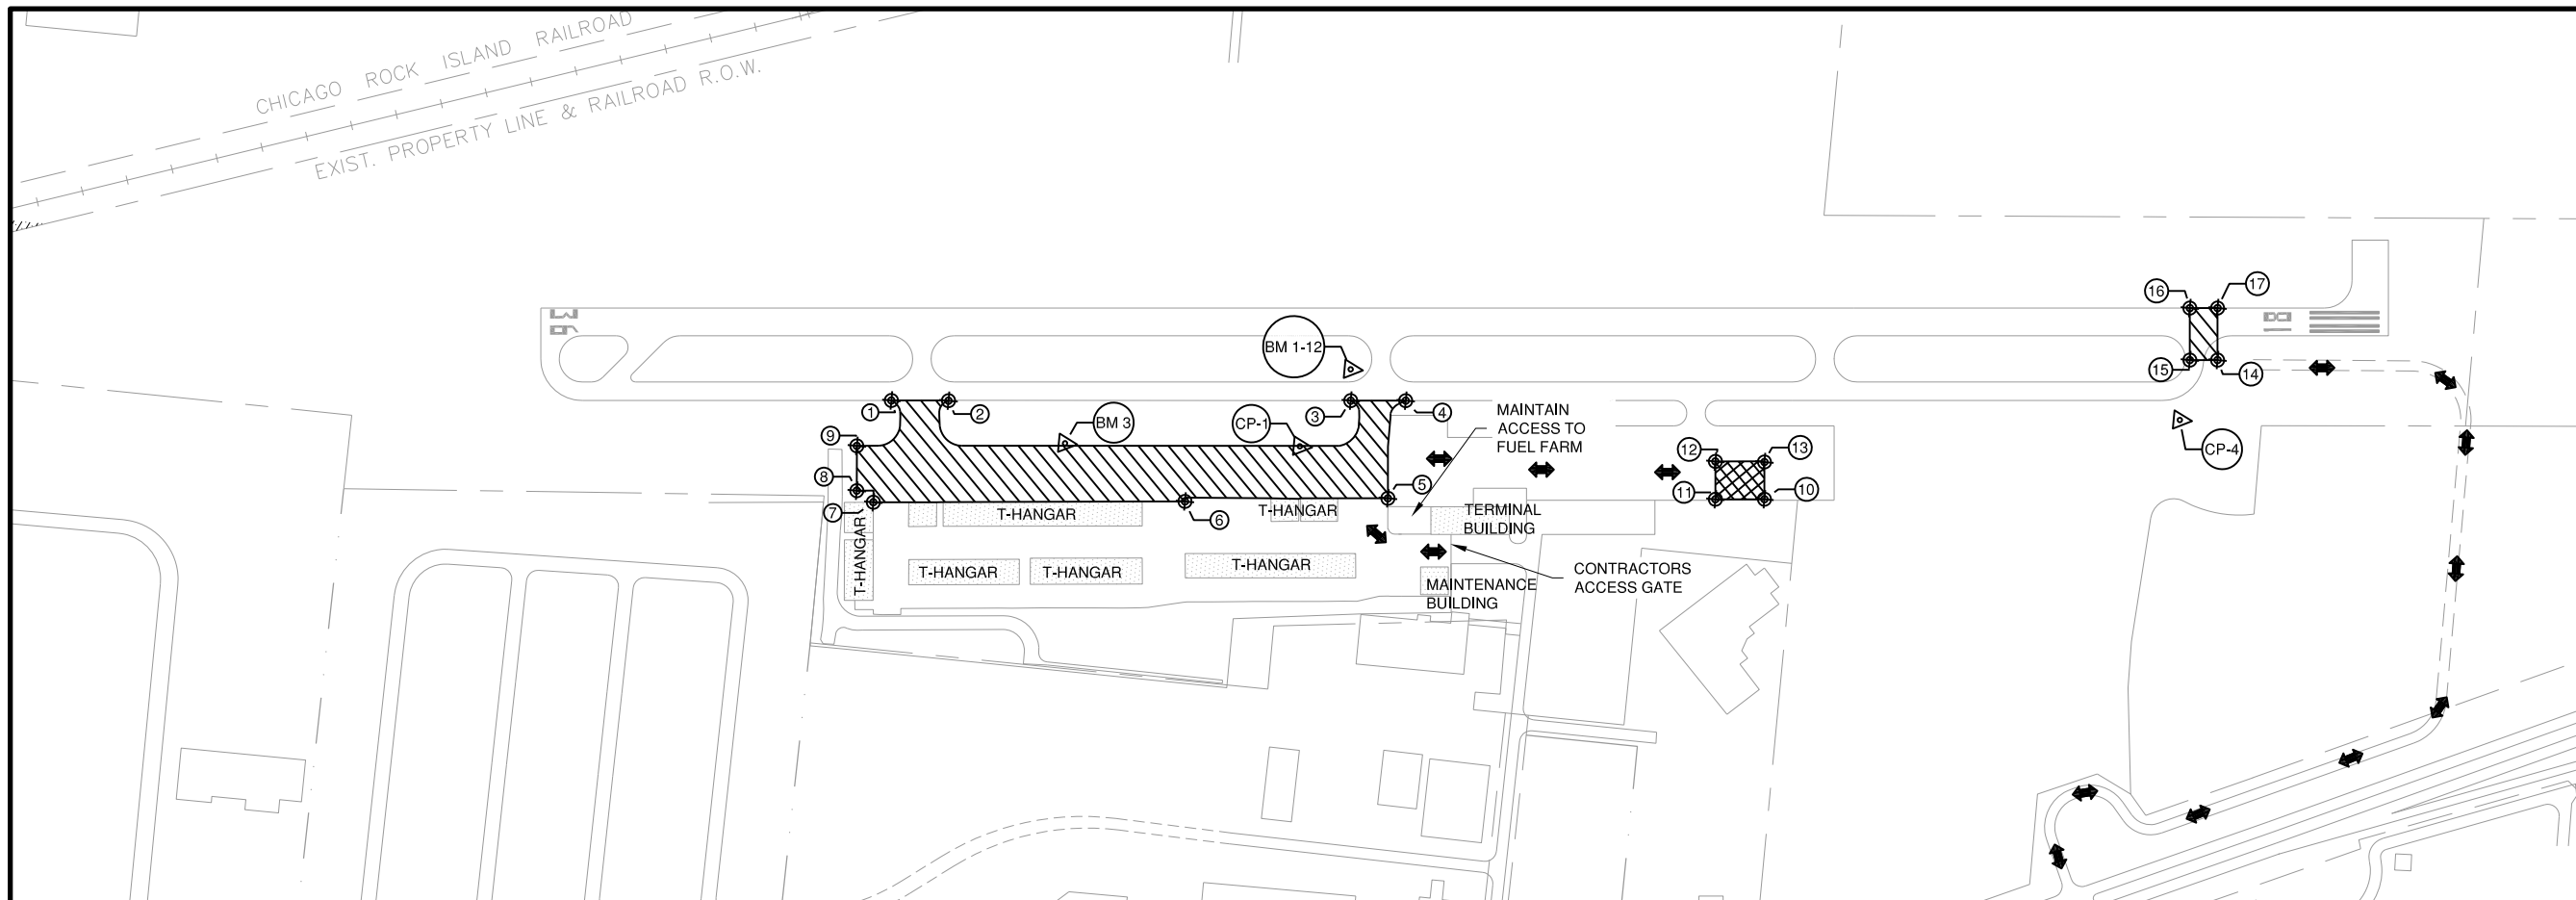 CHICAGO ROCK ISLAND RAILROAD
EXIST. PROPERTY LINE & RAILROAD R.O.W.
36
18
16
17
15
14
BM 1-12
1
2
3
4
BM 3
CP-1
CP-4
MAINTAIN
ACCESS TO
FUEL FARM
9
8
7
6
5
12
13
11
10
T-HANGAR
T-HANGAR
T-HANGAR
TERMINAL
BUILDING
T-HANGAR
T-HANGAR
T-HANGAR
MAINTENANCE
BUILDING
CONTRACTORS
ACCESS GATE